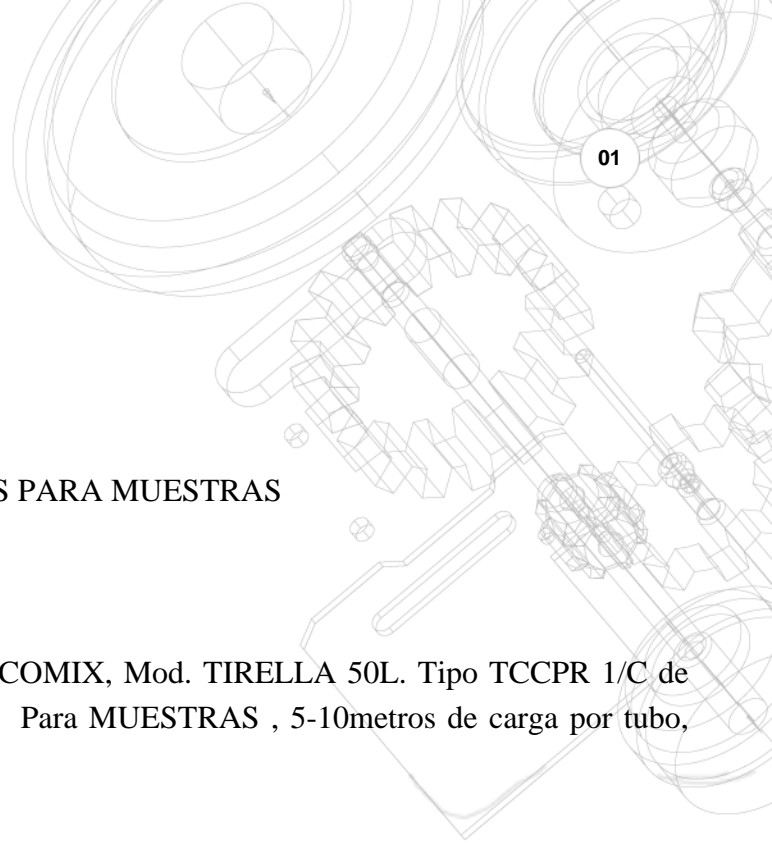 01
S PARA MUESTRAS
COMIX, Mod. TIRELLA 50L. Tipo TCCPR 1/C de
Para MUESTRAS , 5-10metros de carga por tubo,